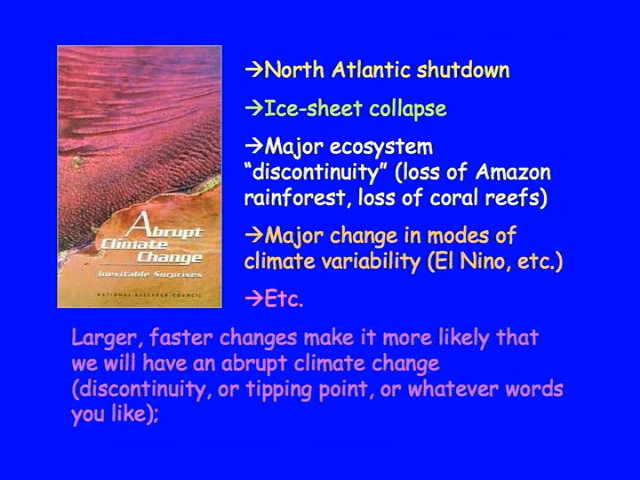 Abrupt
Climate
Change
Inevitable Surprises
NATIONAL RESEARCH COUNCIL
→North Atlantic shutdown
→Ice-sheet collapse
→Major ecosystem
“discontinuity” (loss of Amazon
rainforest, loss of coral reefs)
→Major change in modes of
climate variability (El Nino, etc.)
→Etc.
Larger, faster changes make it more likely that
we will have an abrupt climate change
(discontinuity, or tipping point, or whatever words
you like);